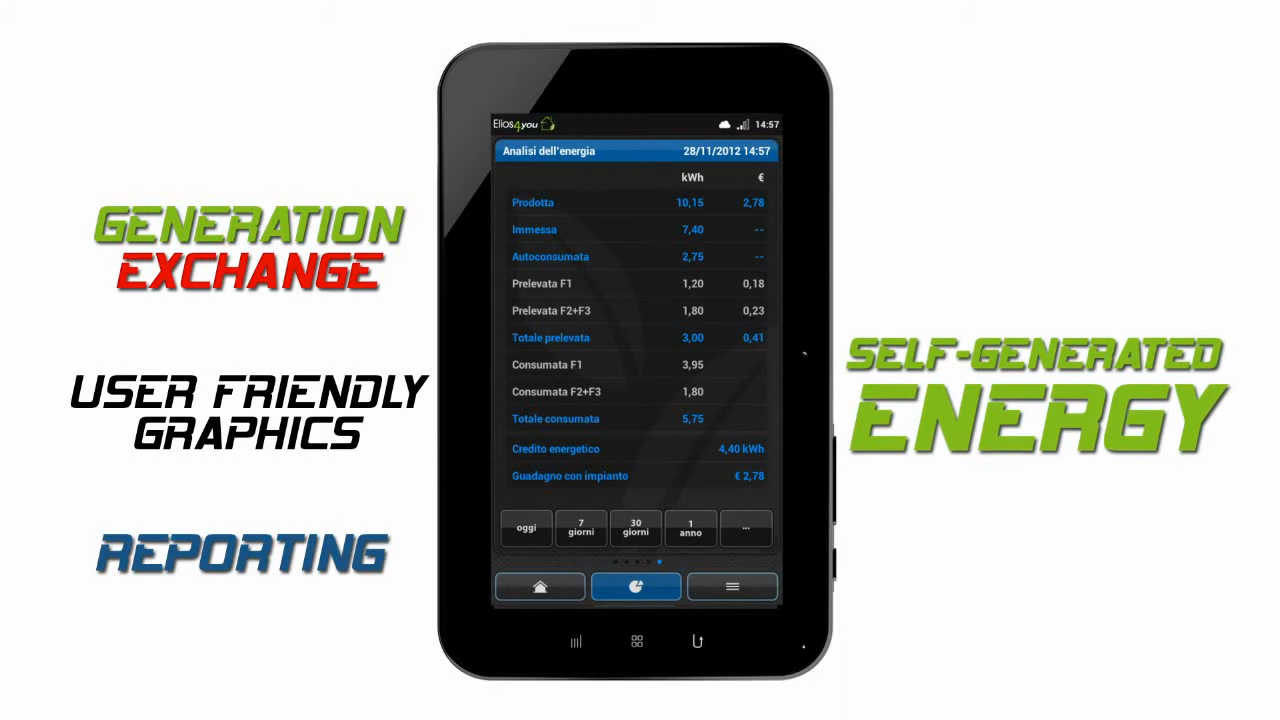 GENERATION
EXCHANGE
USER FRIENDLY
GRAPHICS
REPORTING
Elios4you
14:57
Analisi dell'energia 28/11/2012 14:57
kWh €
Prodotta 10,15 2,78
Immessa 7,40 --
Autoconsumata 2,75 --
Prelevata F1 1,20 0,18
Prelevata F2+F3 1,80 0,23
Totale prelevata 3,00 0,41
Consumata F1 3,95
Consumata F2+F3 1,80
Totale consumata 5,75
Credito energetico 4,40 kWh
Guadagno con impianto € 2,78
oggi
7
giorni
30
giorni
1
anno
...
SELF-GENERATED
ENERGY